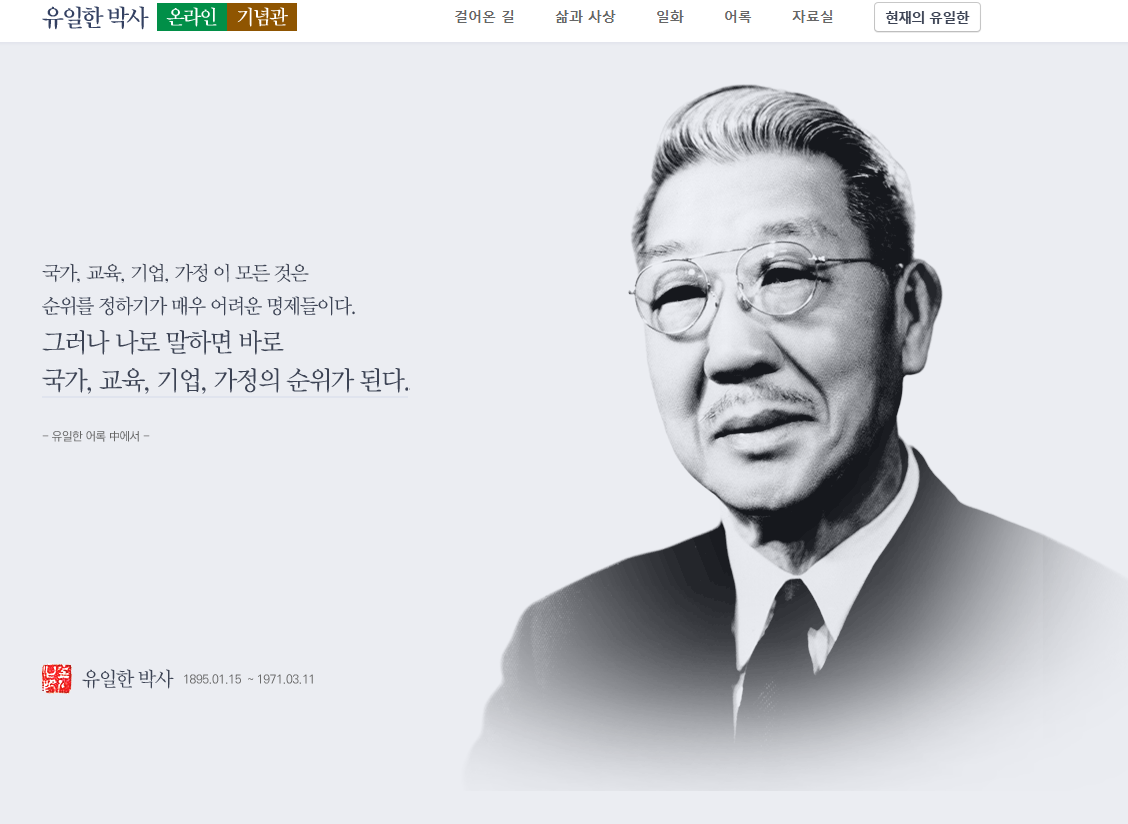 유일한 박사 온라인 기념관
걸어온 길 삶과 사상 일화 어록 자료실 현재의 유일한
국가, 교육, 기업, 가정 이 모든 것은
순위를 정하기가 매우 어려운 명제들이다.
그러나 나로 말하면 바로
국가, 교육, 기업, 가정의 순위가 된다.
- 유일한 어록 中에서 -
유일한 박사 1895.01.15 ~ 1971.03.11